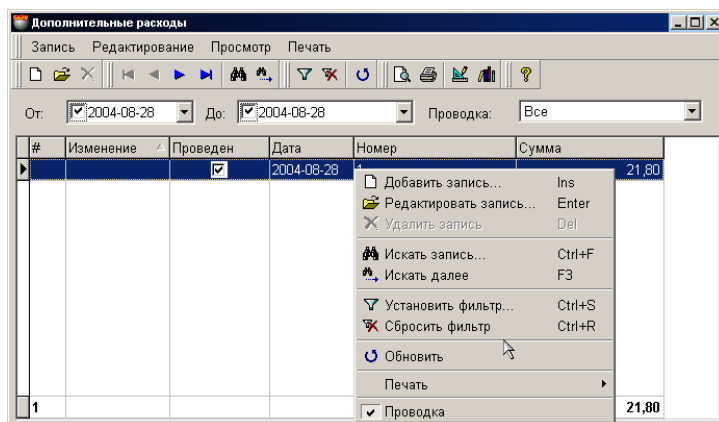 Дополнительные расходы
Запись Редактирование Просмотр Печать
От: 2004-08-28 До: 2004-08-28 Проводка: Все
# Изменение Проведен Дата Номер Сумма
2004-08-28 1 21,80
Добавить запись... Ins
Редактировать запись... Enter
Удалить запись Del
Искать запись... Ctrl+F
Искать далее F3
Установить фильтр... Ctrl+S
Сбросить фильтр Ctrl+R
Обновить
Печать
Проводка
1 21,80